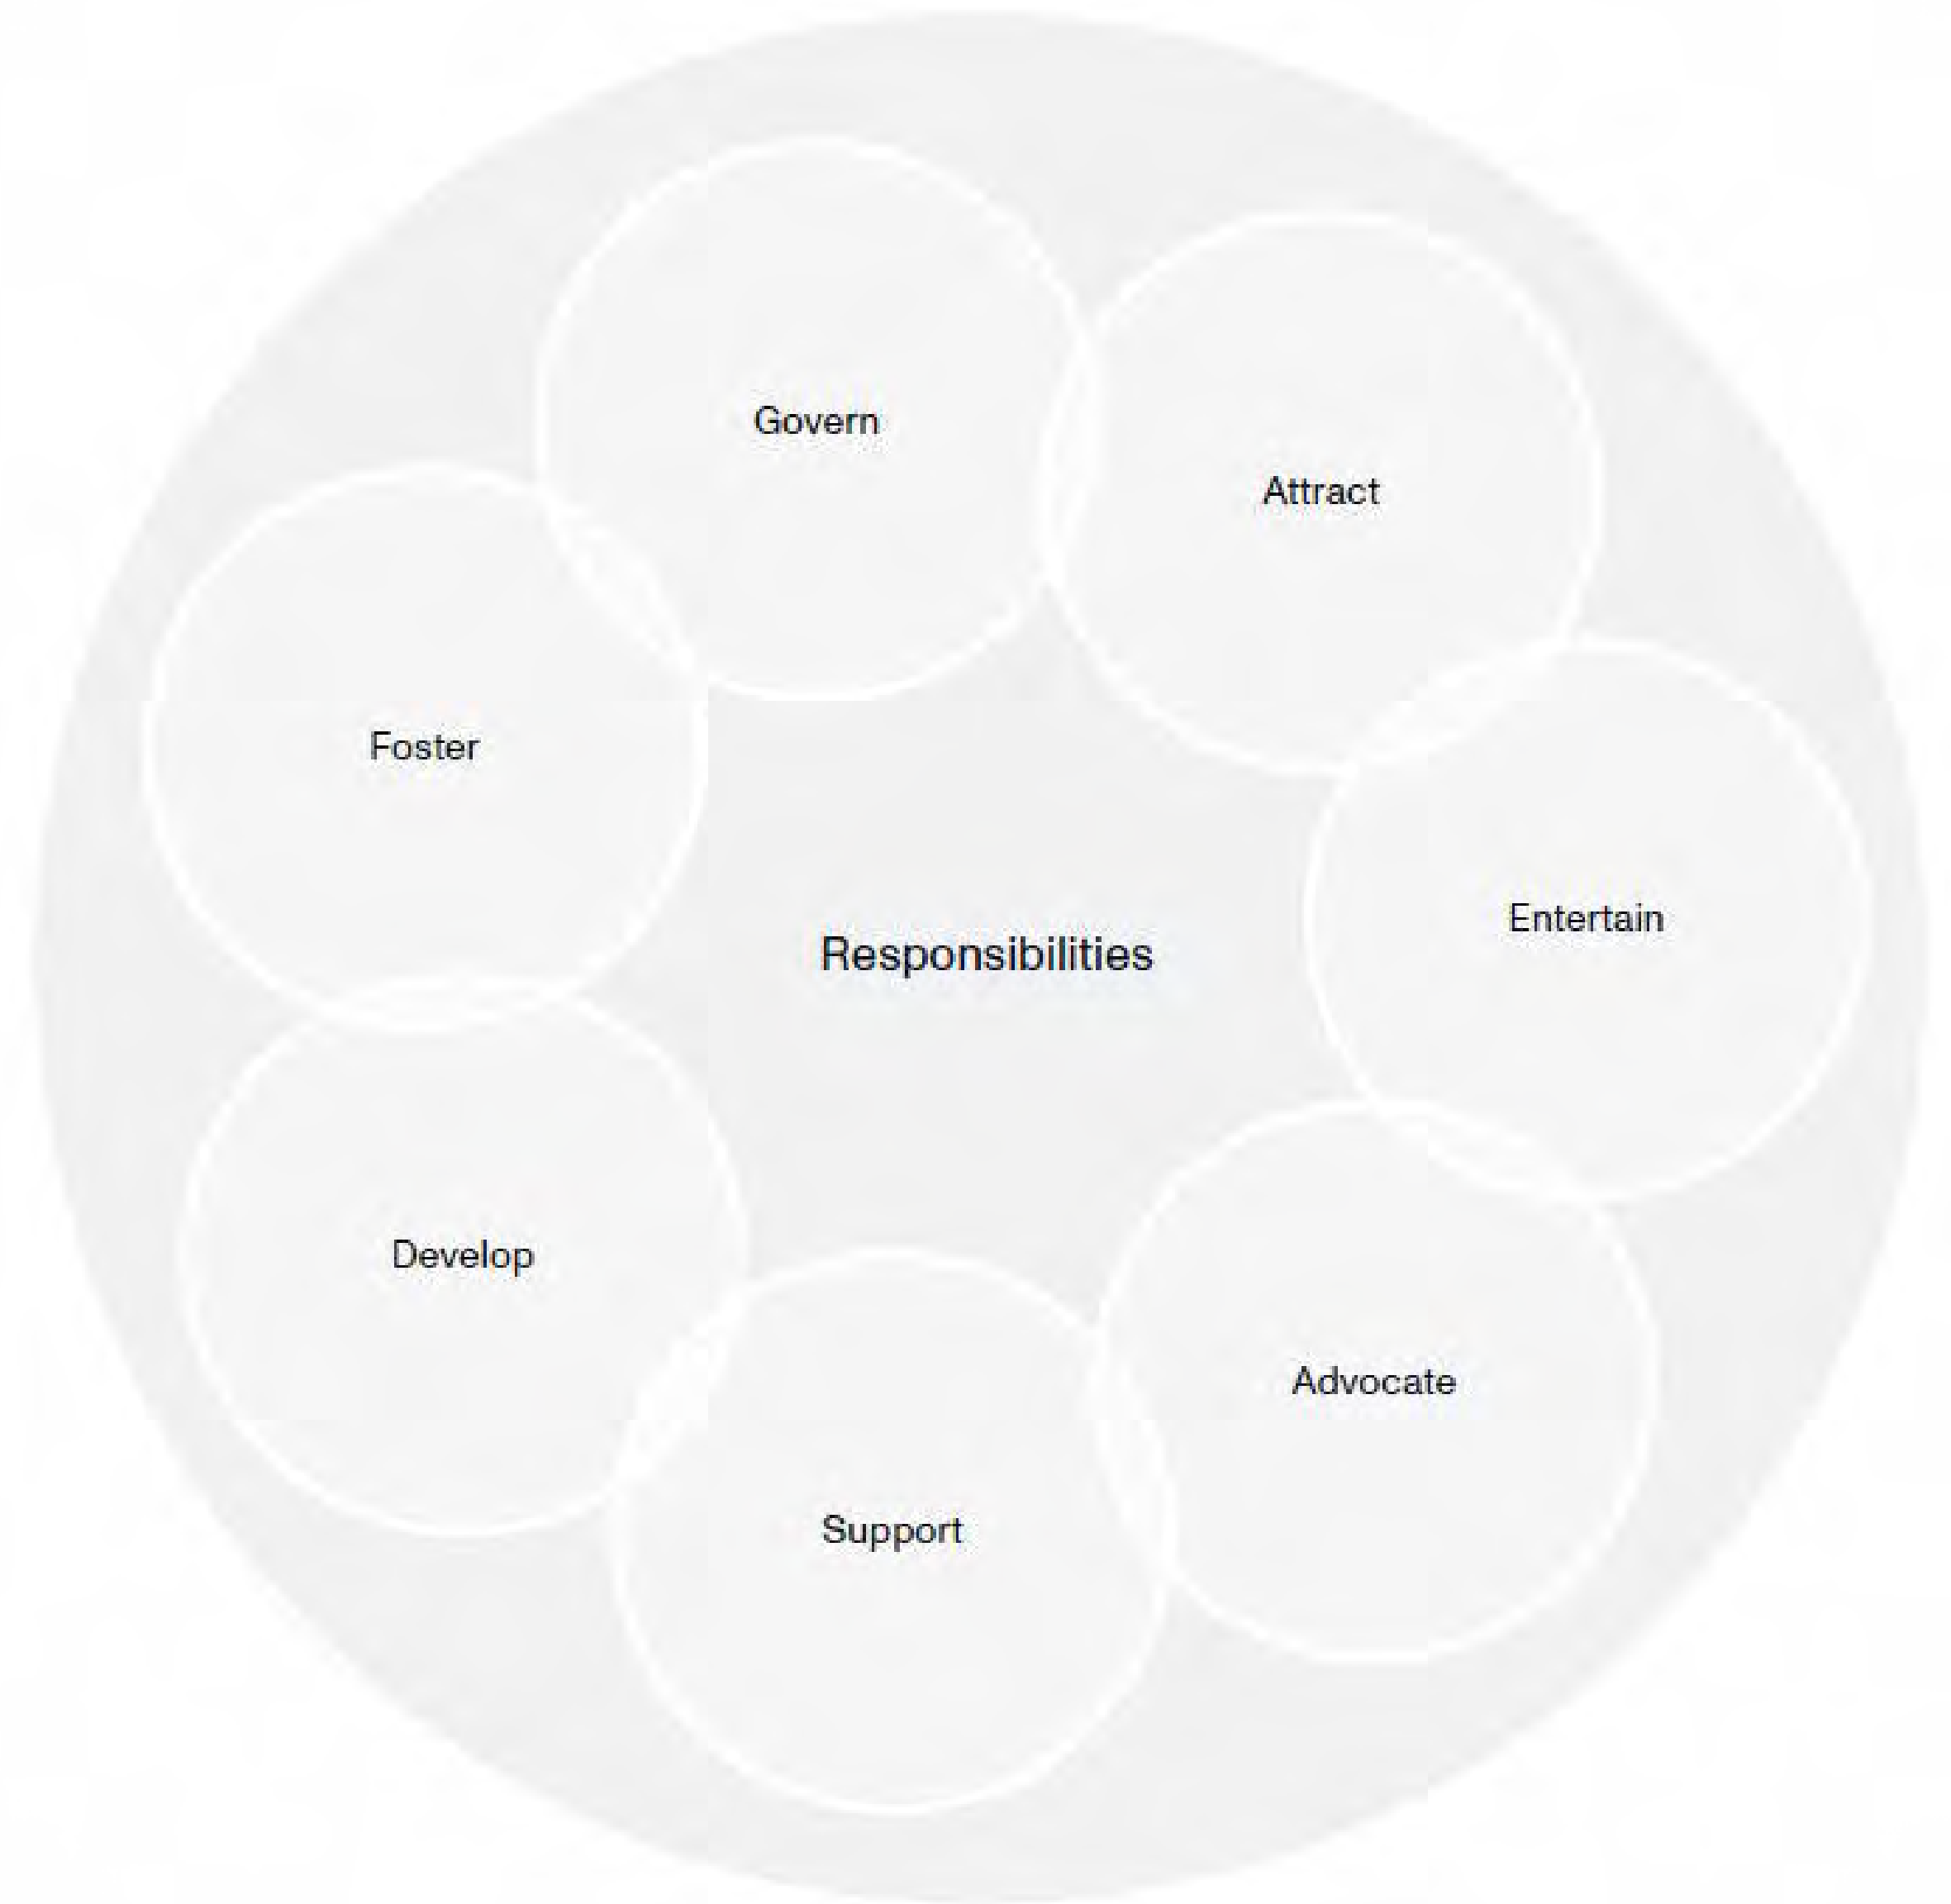 Govern
Attract
Foster
Entertain
Responsibilities
Develop
Advocate
Support